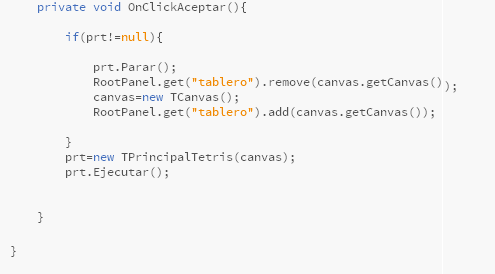 private void OnClickAceptar(){
if(prt!=null){
prt.Parar();
RootPanel.get("tablero").remove(canvas.getCanvas());
canvas=new TCanvas();
RootPanel.get("tablero").add(canvas.getCanvas());
}
prt=new TPrincipalTetris(canvas);
prt.Ejecutar();
}
}